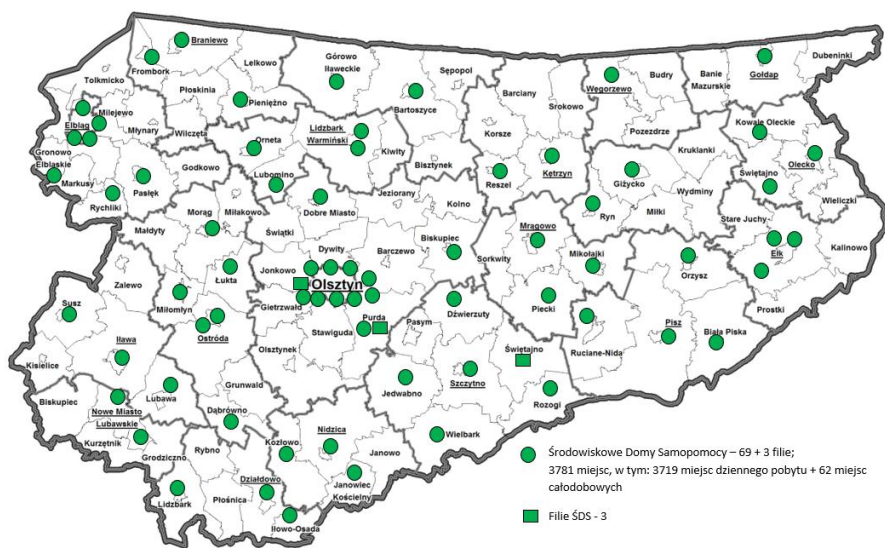 Braniewo
Frombork
Lelkowo
Górowo
Iławeckie
Sępopol
Węgorzewo
Budry
Banie
Mazurskie
Gołdap
Dubeninki
Tolkmicko
Płoskinia
Pieniężno
Bartoszyce
Barciany
Srokowo
Milejewo
Elbląg
Młynary
Wilczęta
Orneta
Lidzbark
Warmiński
Kiwity
Korsze
Pozezdrze
Kowale Oleckie
Gronowo
Elbląskie
Markusy
Pasłęk
Godkowo
Lubomino
Bisztynek
Reszel
Kętrzyn
Giżycko
Kruklanki
Świętajno
Olecko
Rychliki
Morąg
Miłakowo
Dobre Miasto
Jeziorany
Kolno
Ryn
Miłki
Wydminy
Wieliczki
Małdyty
Świątki
Dywity
Barczewo
Biskupiec
Mrągowo
Sorkwity
Mikołajki
Stare Juchy
Ełk
Kalinowo
Zalewo
Łukta
Jonkowo
Olsztyn
Orzysz
Susz
Miłomłyn
Gietrzwałd
Stawiguda
Purda
Pasym
Dźwierzuty
Piecki
Prostki
Ostróda
Iława
Olsztynek
Świętajno
Ruciane-Nida
Pisz
Biała Piska
Kisielice
Lubawa
Grunwald
Jedwabno
Szczytno
Rozogi
Biskupiec
Nowe Miasto
Lubawskie
Kurzętnik
Dąbrówno
Nidzica
Kozłowo
Janowo
Wielbark
Grodziczno
Rybno
Działdowo
Janowiec
Kościelny
Lidzbark
Płośnica
Iłowo-Osada
Środowiskowe Domy Samopomocy – 69 + 3 filie;
3781 miejsc, w tym: 3719 miejsc dziennego pobytu + 62 miejsc
całodobowych
Filie ŚDS - 3